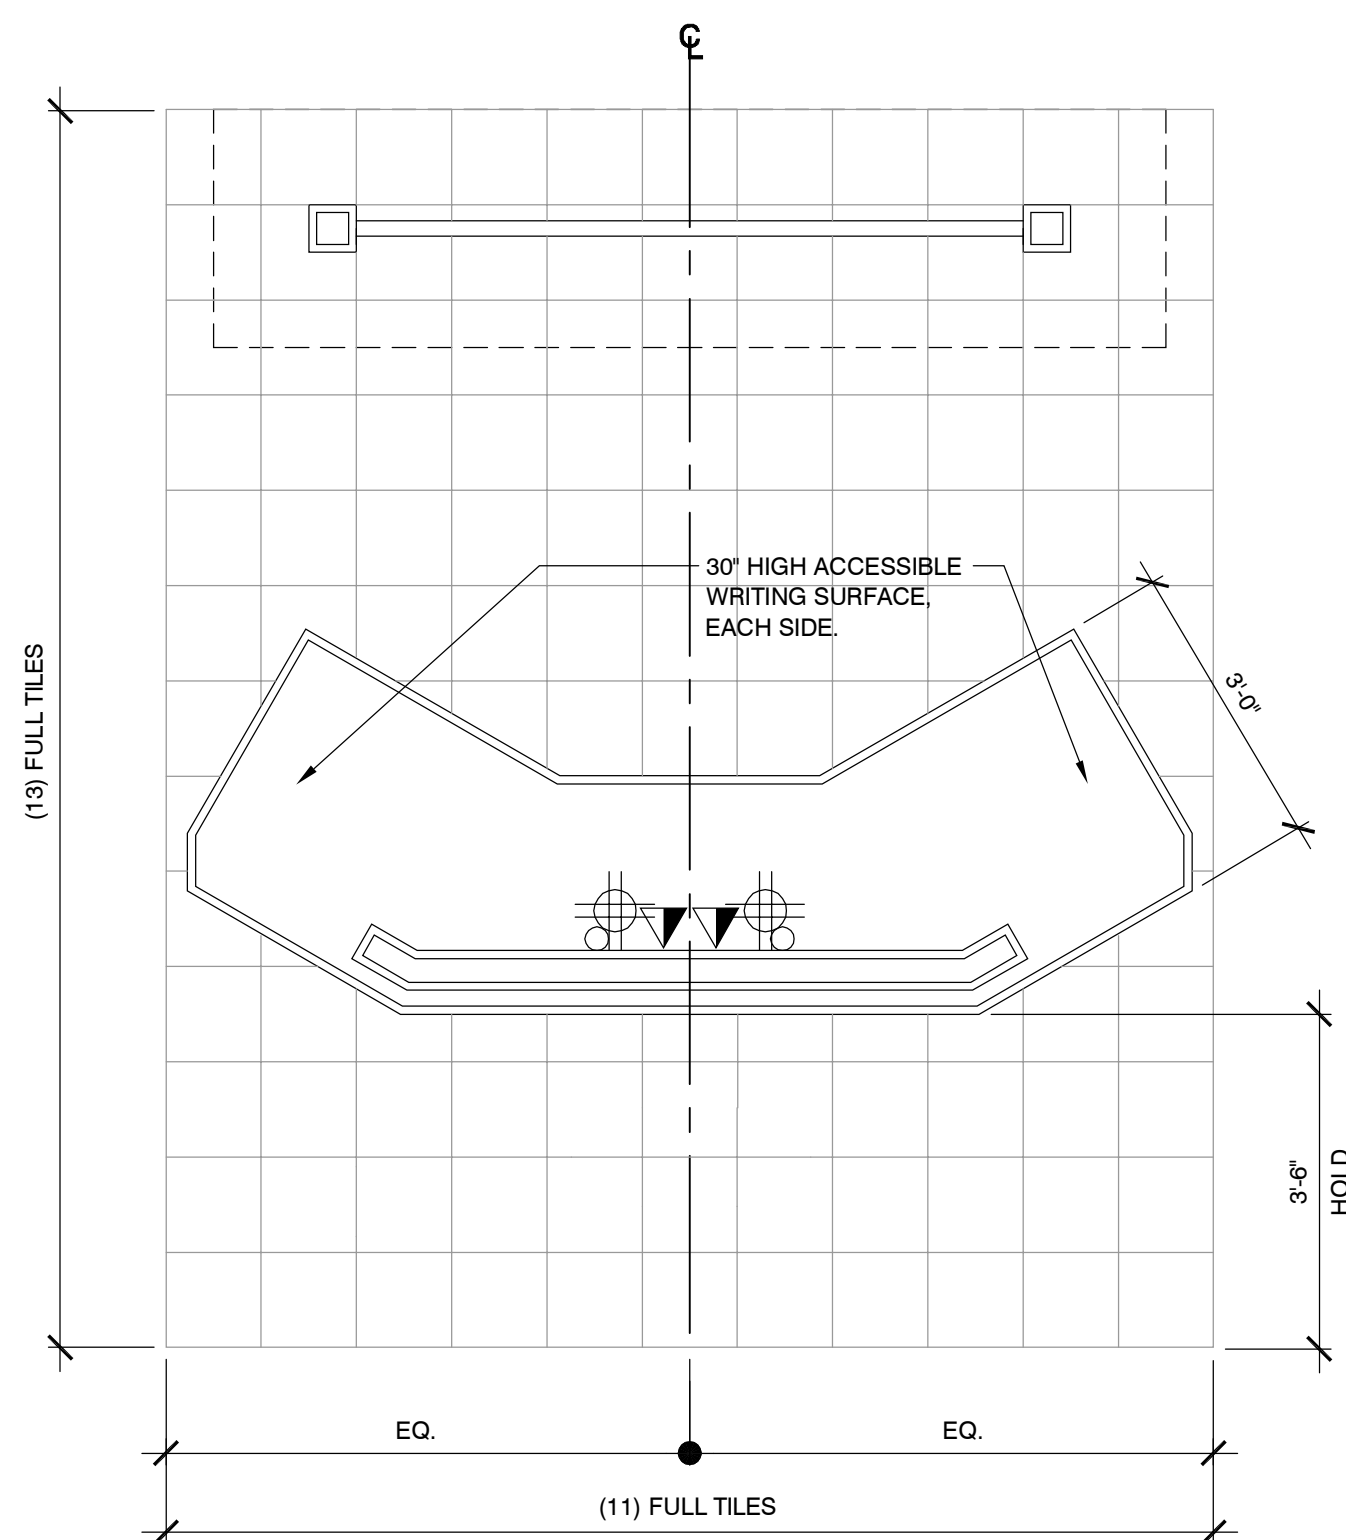 CL
30" HIGH ACCESSIBLE
WRITING SURFACE,
EACH SIDE.
3'-0"
(13) FULL TILES
3'-6"
HOLD
EQ.
EQ.
(11) FULL TILES